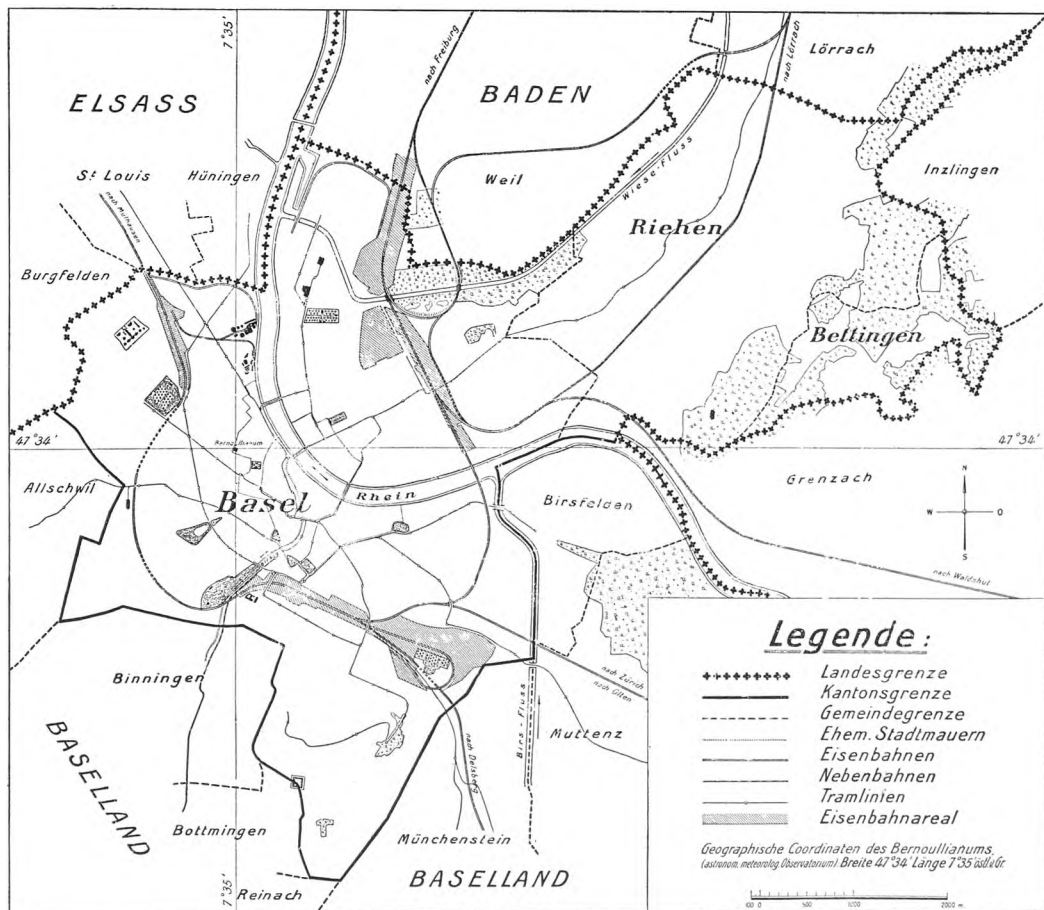 7°35'
ELSASS
BADEN
Lörrach
nach Freiburg
nach Lörrach
St. Louis
Hüningen
Weil
Inzlingen
nach Mülhausen
Wiese-Fluss
Riehen
Burgfelden
Bettingen
47°34'
47°34'
Bernoullianum
Allschwil
Basel
Rhein
Birsfelden
Grenzach
N
W
O
S
nach Waldshut
Binningen
nach Zürich
nach Olten
Birs-Fluss
Muttenz
nach Delsberg
BASELLAND
Bottmingen
Münchenstein
Reinach
BASELLAND
7°35'
Legende:
Landesgrenze
Kantonsgrenze
Gemeindegrenze
Ehem. Stadtmauern
Eisenbahnen
Nebenbahnen
Tramlinien
Eisenbahnareal
Geographische Coordinaten des Bernoullianums,
(astronom. meteorolog. Observatorium). Breite 47°34' Länge 7°35' östl.v.Gr.
100 0 500 1000 2000 m.